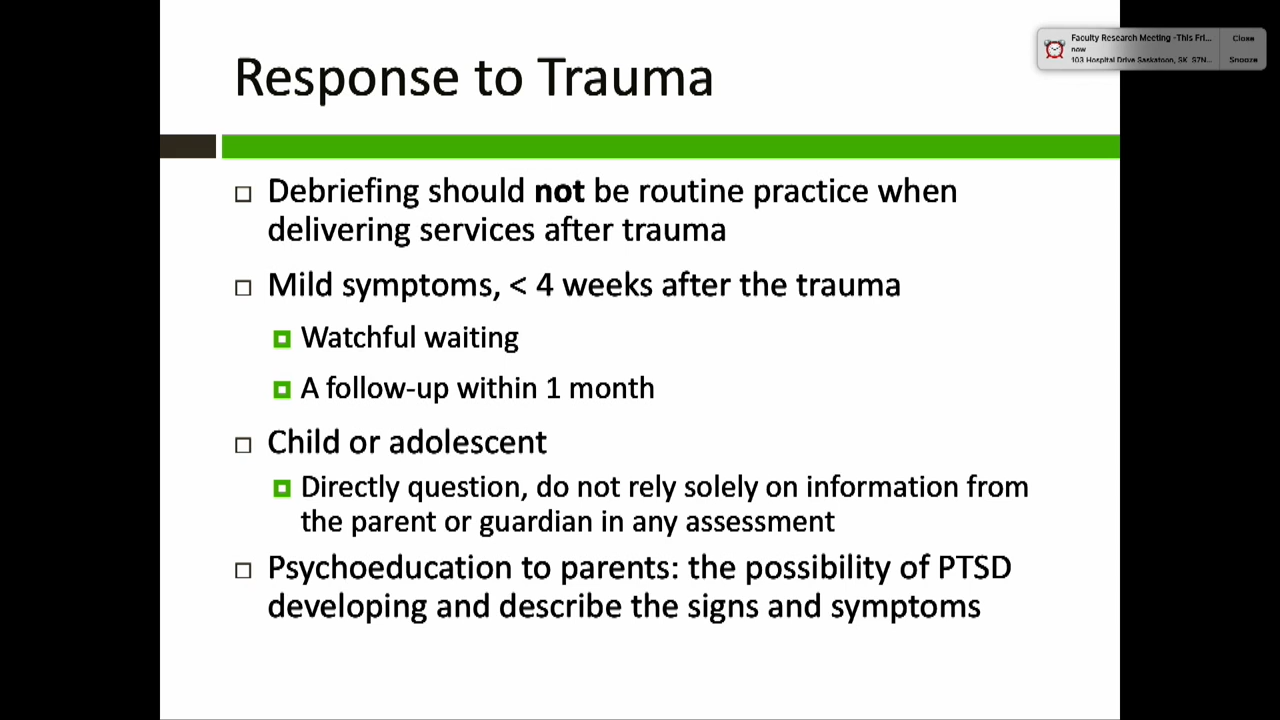 Response to Trauma
Faculty Research Meeting -This Fri...
now
103 Hospital Drive Saskatoon, SK S7N...
Close
Snooze
Debriefing should not be routine practice when
delivering services after trauma
Mild symptoms, < 4 weeks after the trauma
Watchful waiting
A follow-up within 1 month
Child or adolescent
Directly question, do not rely solely on information from
the parent or guardian in any assessment
Psychoeducation to parents: the possibility of PTSD
developing and describe the signs and symptoms